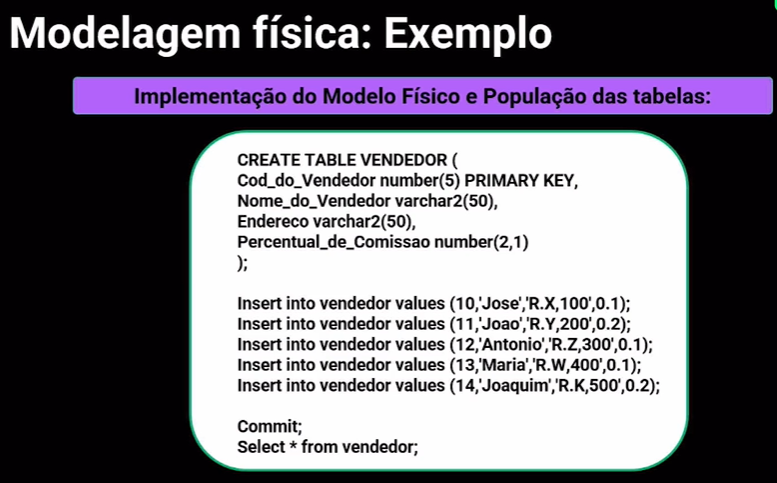 Modelagem física: Exemplo
Implementação do Modelo Físico e População das tabelas:
CREATE TABLE VENDEDOR (
Cod_do_Vendedor number(5) PRIMARY KEY,
Nome_do_Vendedor varchar2(50),
Endereco varchar2(50),
Percentual_de_Comissao number(2,1)
);
Insert into vendedor values (10,'Jose','R.X,100',0.1);
Insert into vendedor values (11,'Joao','R.Y,200',0.2);
Insert into vendedor values (12,'Antonio','R.Z,300',0.1);
Insert into vendedor values (13,'Maria','R.W,400',0.1);
Insert into vendedor values (14,'Joaquim','R.K,500',0.2);
Commit;
Select * from vendedor;